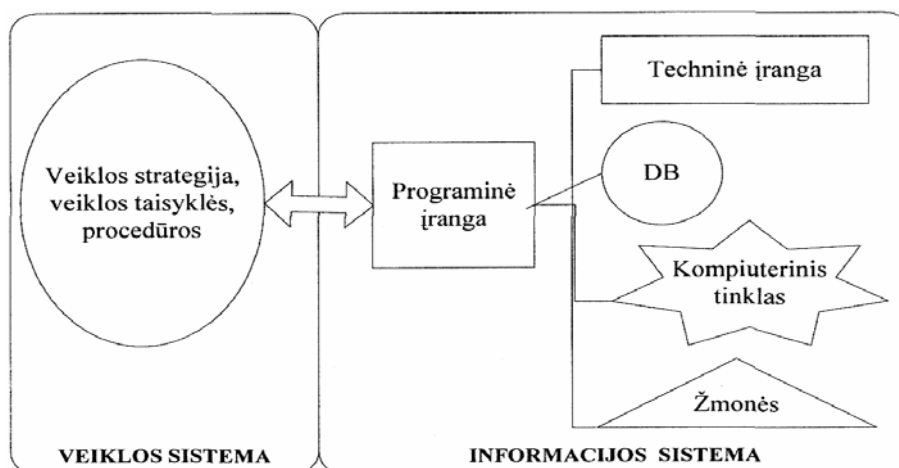 Veiklos strategija,
veiklos taisyklės,
procedūros
Programinė
įranga
Techninė įranga
DB
Kompiuterinis
tinklas
Žmonės
VEIKLOS SISTEMA
INFORMACIJOS SISTEMA